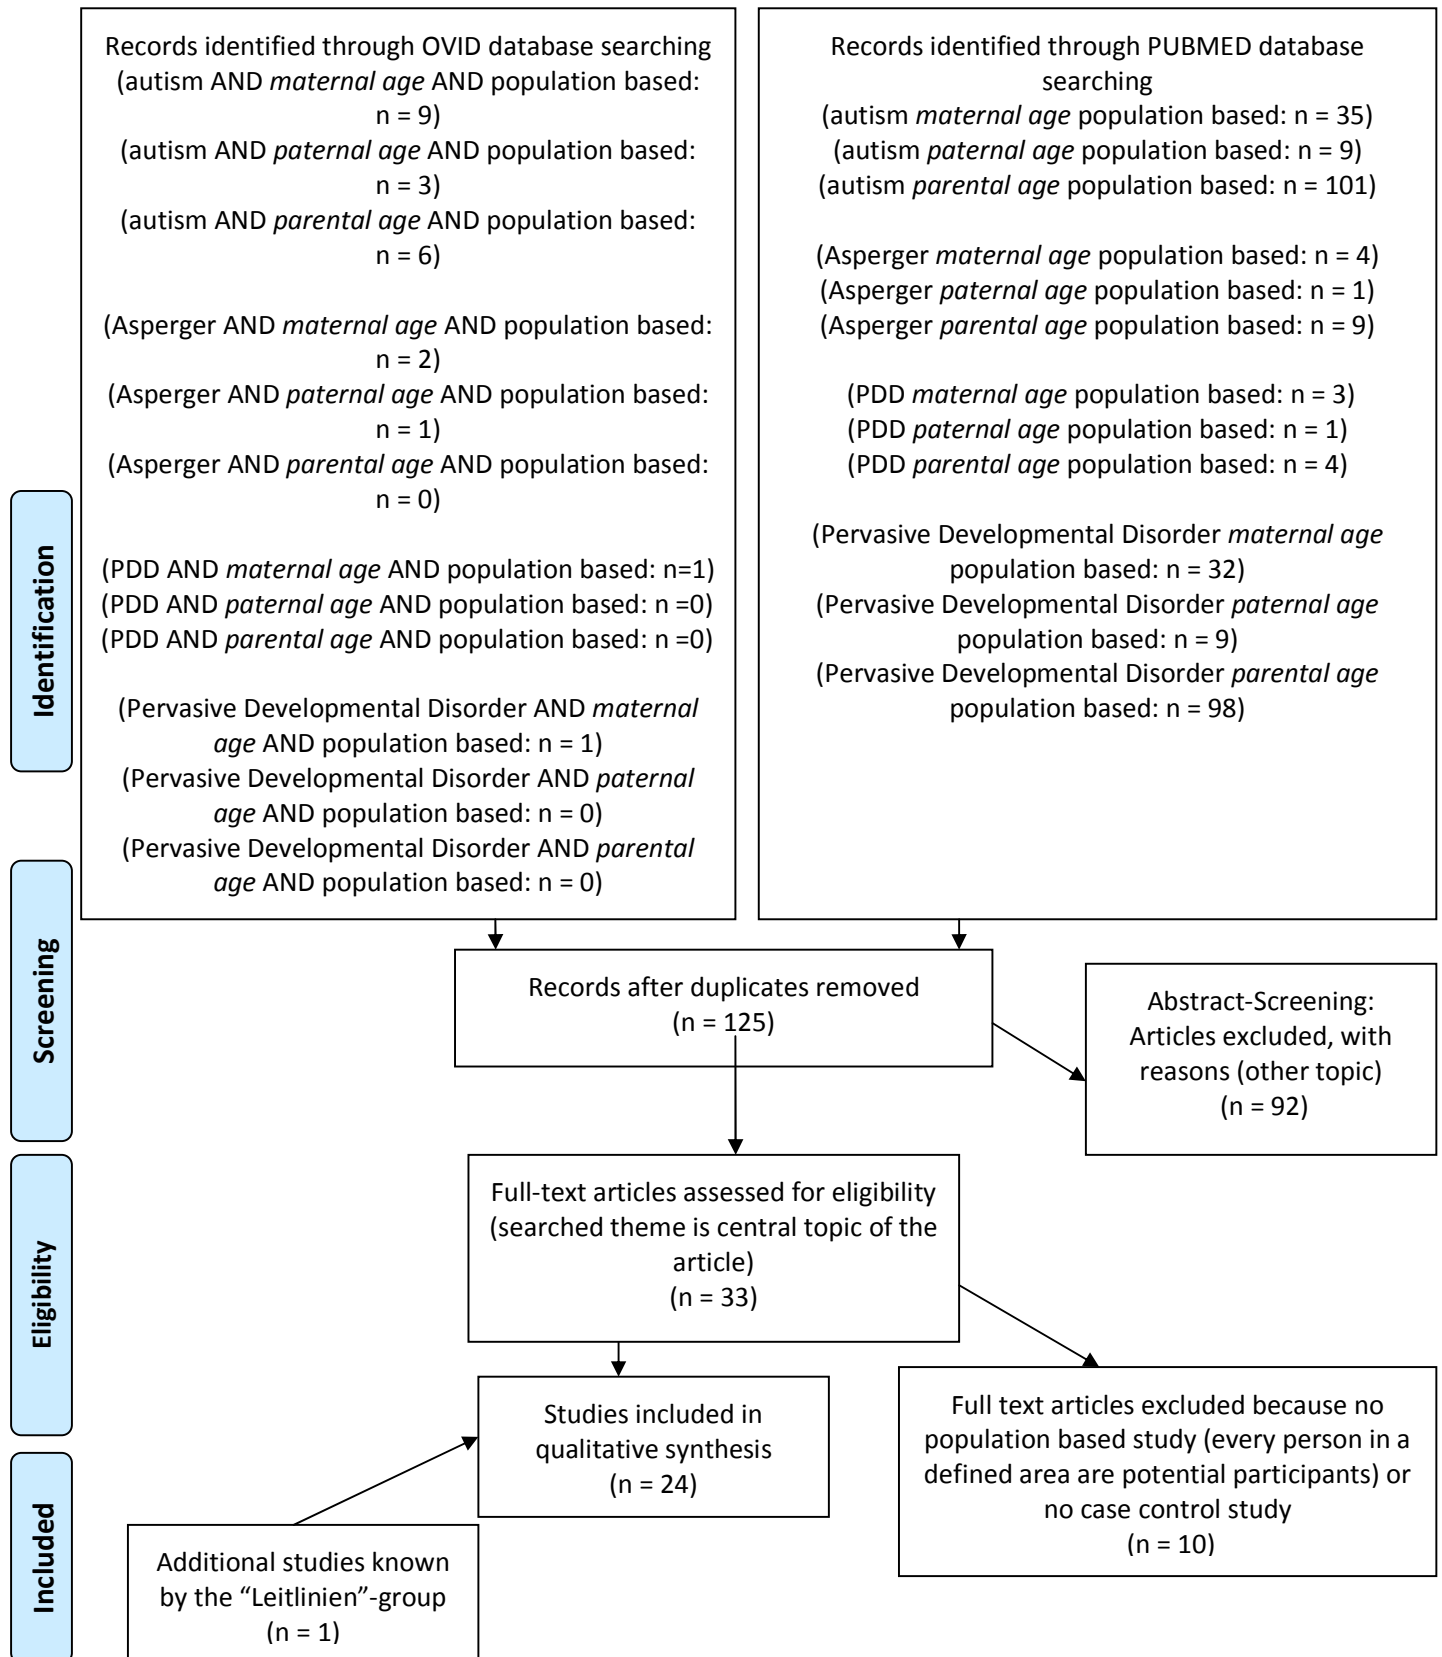 Records identified through OVID database searching
(autism AND maternal age AND population based:
n = 9)
(autism AND paternal age AND population based:
n = 3)
(autism AND parental age AND population based:
n = 6)
(Asperger AND maternal age AND population based:
n = 2)
(Asperger AND paternal age AND population based:
n = 1)
(Asperger AND parental age AND population based:
n = 0)
(PDD AND maternal age AND population based: n=1)
(PDD AND paternal age AND population based: n =0)
(PDD AND parental age AND population based: n =0)
(Pervasive Developmental Disorder AND maternal
age AND population based: n = 1)
(Pervasive Developmental Disorder AND paternal
age AND population based: n = 0)
(Pervasive Developmental Disorder AND parental
age AND population based: n = 0)
Records identified through PUBMED database
searching
(autism maternal age population based: n = 35)
(autism paternal age population based: n = 9)
(autism parental age population based: n = 101)
(Asperger maternal age population based: n = 4)
(Asperger paternal age population based: n = 1)
(Asperger parental age population based: n = 9)
(PDD maternal age population based: n = 3)
(PDD paternal age population based: n = 1)
(PDD parental age population based: n = 4)
(Pervasive Developmental Disorder maternal age
population based: n = 32)
(Pervasive Developmental Disorder paternal age
population based: n = 9)
(Pervasive Developmental Disorder parental age
population based: n = 98)
Identification
Screening
Records after duplicates removed
(n = 125)
Abstract-Screening:
Articles excluded, with
reasons (other topic)
(n = 92)
Eligibility
Full-text articles assessed for eligibility
(searched theme is central topic of the
article)
(n = 33)
Studies included in
qualitative synthesis
(n = 24)
Full text articles excluded because no
population based study (every person in a
defined area are potential participants) or
no case control study
(n = 10)
Included
Additional studies known
by the “Leitlinien”-group
(n = 1)